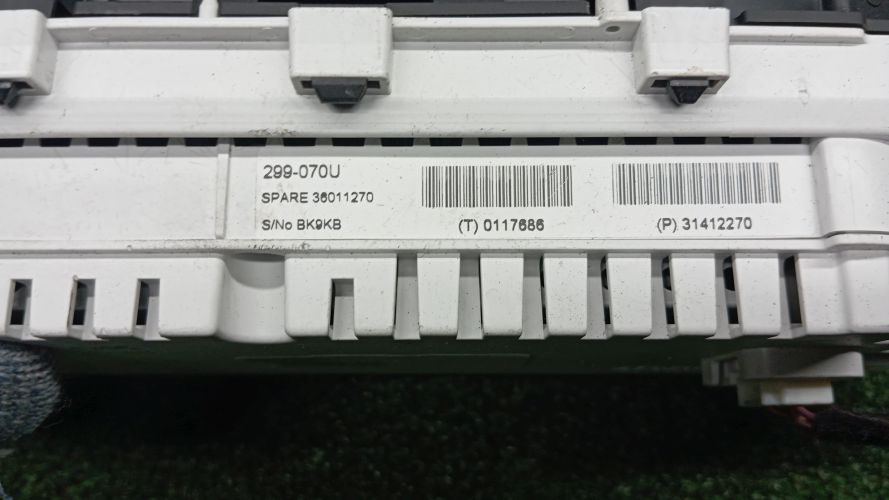 299-070U
SPARE 36011270
S/No BK9KB
(T) 0117686
(P) 31412270